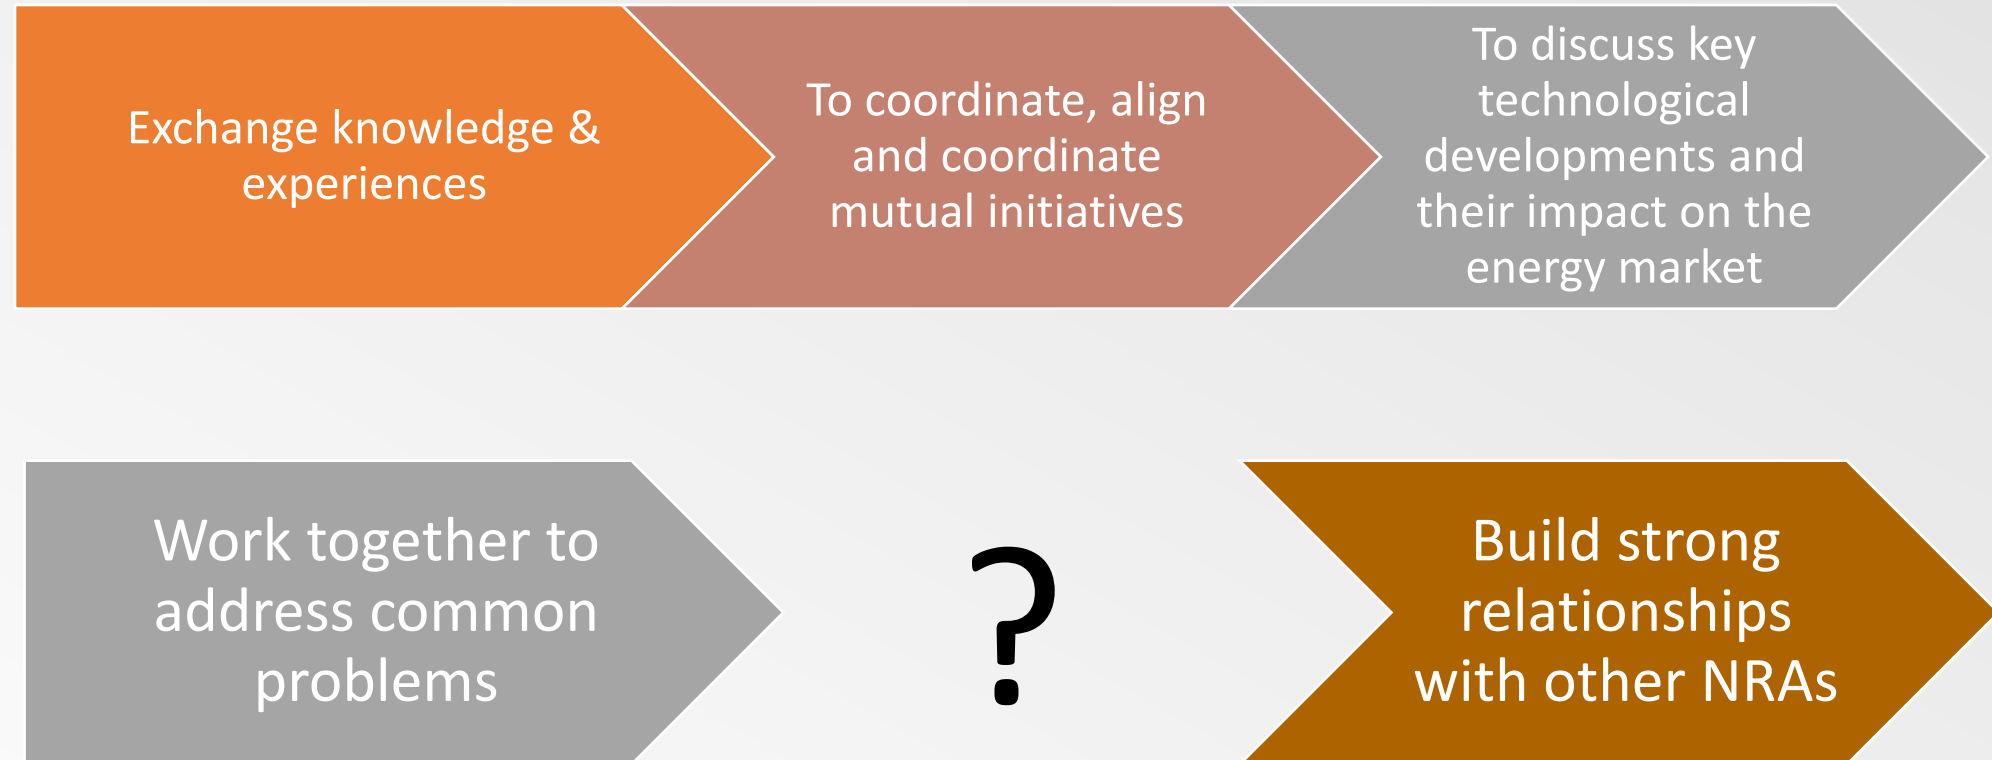 Exchange knowledge &
experiences
To coordinate, align
and coordinate
mutual initiatives
To discuss key
technological
developments and
their impact on the
energy market
Work together to
address common
problems
?
Build strong
relationships
with other NRAs